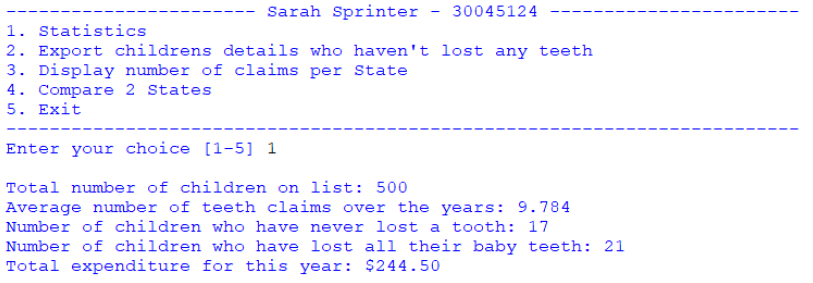 ----------------------- Sarah Sprinter - 30045124 -----------------------
1. Statistics
2. Export childrens details who haven't lost any teeth
3. Display number of claims per State
4. Compare 2 States
5. Exit
-------------------------------------------------------------------------
Enter your choice [1-5] 1
Total number of children on list: 500
Average number of teeth claims over the years: 9.784
Number of children who have never lost a tooth: 17
Number of children who have lost all their baby teeth: 21
Total expenditure for this year: $244.50